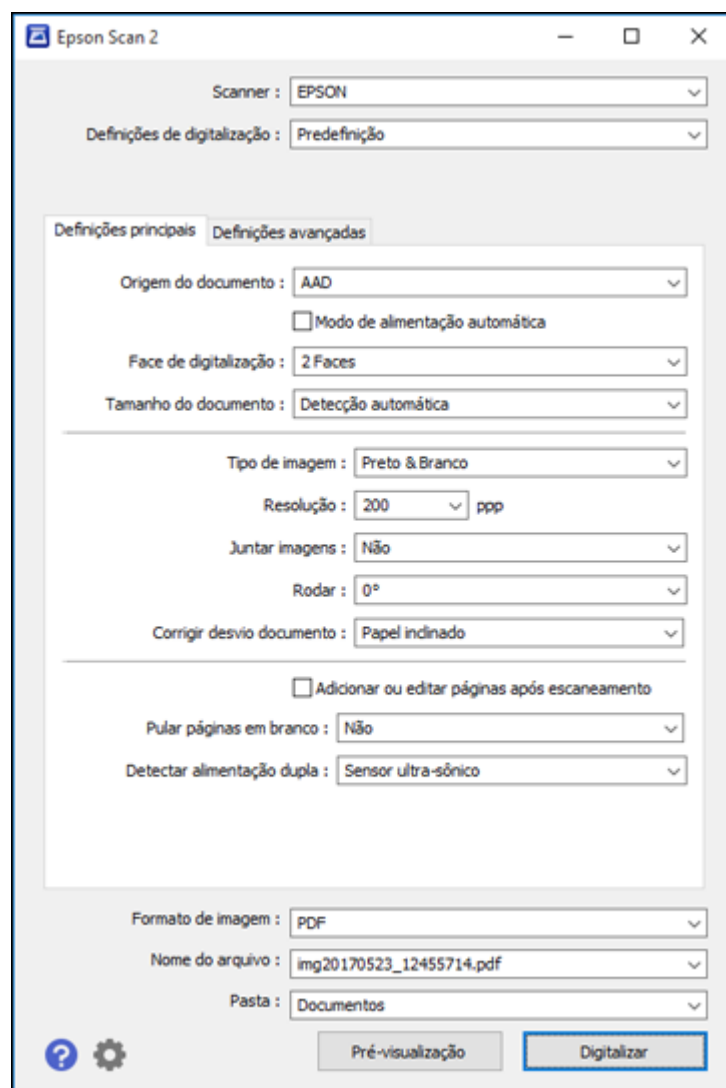 Epson Scan 2
Scanner : EPSON
Definições de digitalização : Predefinição
Definições principais Definições avançadas
Origem do documento : AAD
Modo de alimentação automática
Face de digitalização : 2 Faces
Tamanho do documento : Detecção automática
Tipo de imagem : Preto & Branco
Resolução : 200 ppp
Juntar imagens : Não
Rodar : 0°
Corrigir desvio documento : Papel inclinado
Adicionar ou editar páginas após escaneamento
Pular páginas em branco : Não
Detectar alimentação dupla : Sensor ultra-sônico
Formato de imagem : PDF
Nome do arquivo : img20170523_12455714.pdf
Pasta : Documentos
Pré-visualização Digitalizar